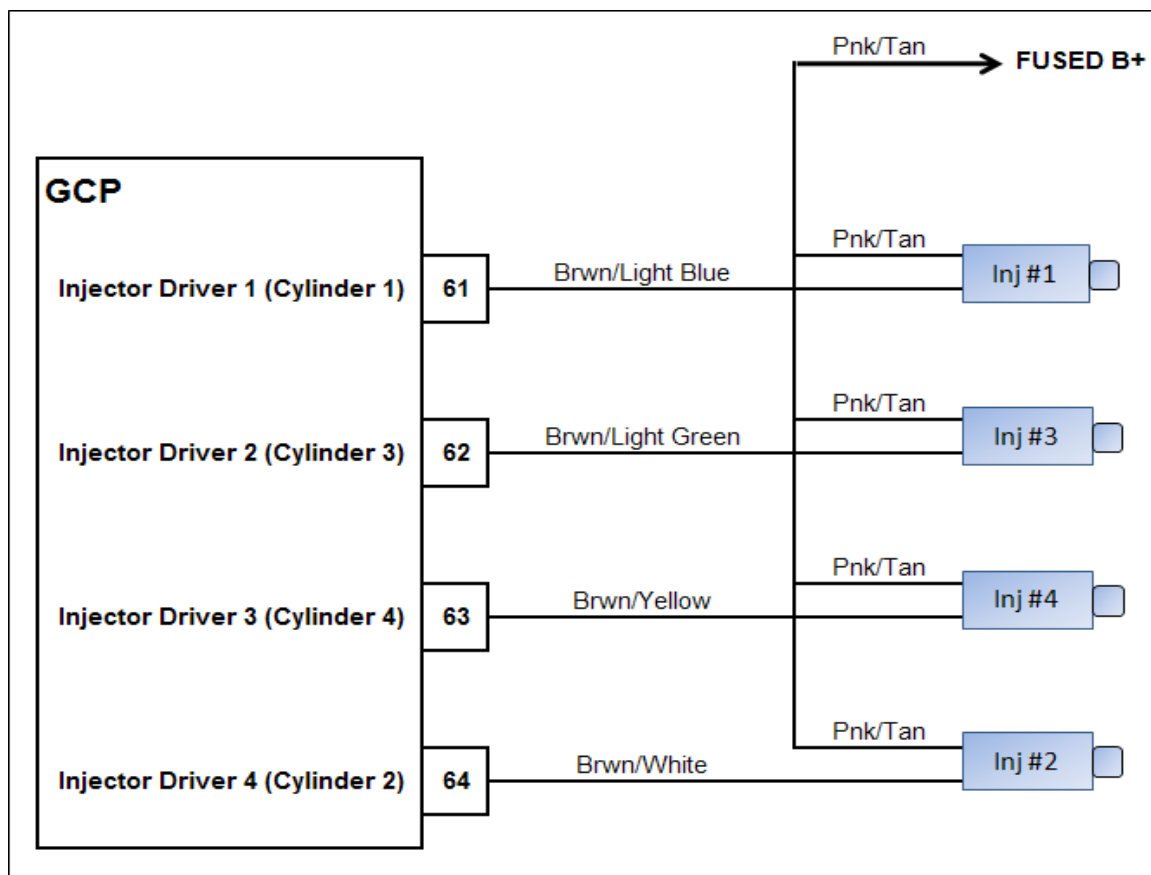 Pnk/Tan
FUSED B+
GCP
Injector Driver 1 (Cylinder 1)
61
Brwn/Light Blue
Pnk/Tan
Inj #1
Injector Driver 2 (Cylinder 3)
62
Brwn/Light Green
Pnk/Tan
Inj #3
Injector Driver 3 (Cylinder 4)
63
Brwn/Yellow
Pnk/Tan
Inj #4
Injector Driver 4 (Cylinder 2)
64
Brwn/White
Pnk/Tan
Inj #2